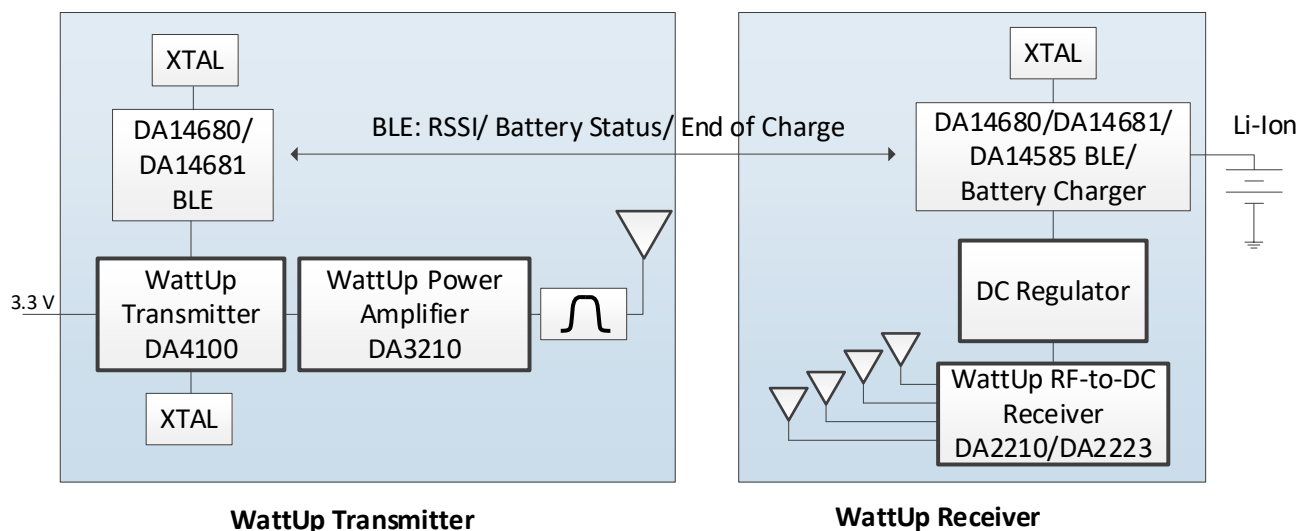 XTAL
DA14680/
DA14681
BLE
BLE: RSSI/ Battery Status/ End of Charge
XTAL
DA14680/DA14681/
DA14585 BLE/
Battery Charger
Li-Ion
3.3 V
WattUp
Transmitter
DA4100
WattUp Power
Amplifier
DA3210
XTAL
DC Regulator
WattUp RF-to-DC
Receiver
DA2210/DA2223
WattUp Transmitter
WattUp Receiver